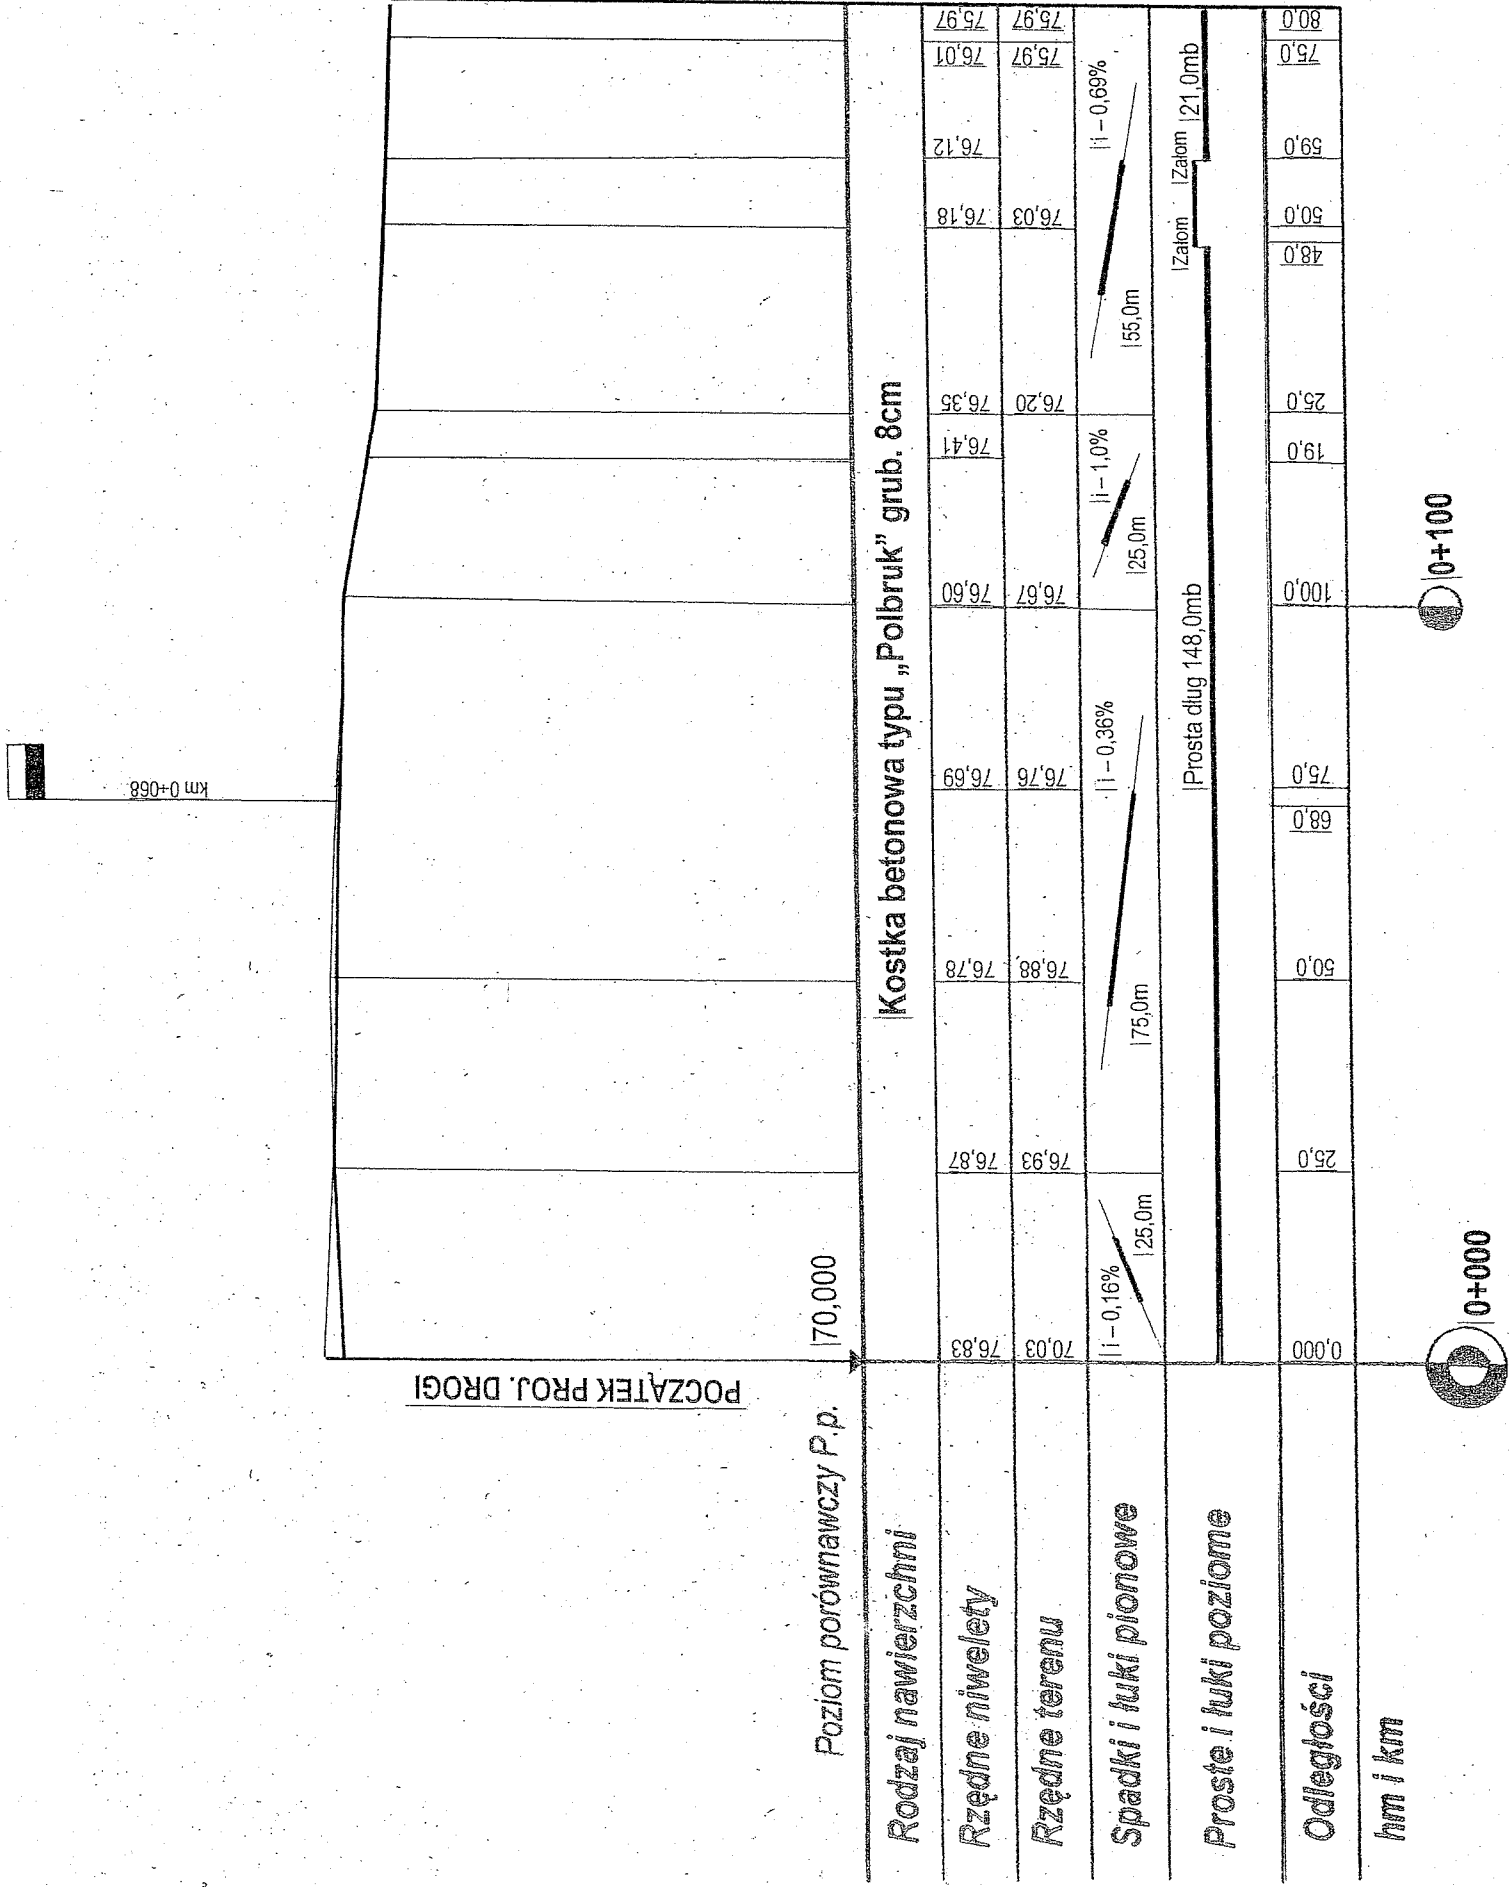 km 0+068
POCZĄTEK PROJ. DROGI
Poziom porównawczy P.p. 70,000
Rodzaj nawierzchni
Kostka betonowa typu „Polbruk” grub. 8cm
Rzędne niwelety
76,83 76,87 76,78 76,69 76,60 76,41 76,35 76,18 76,12 76,01 75,97
Rzędne terenu
70,03 76,93 76,88 76,76 76,67 76,20 76,03 75,97 75,97
Spadki i łuki pionowe
i – 0,16% 25,0m 75,0m i – 0,36% 25,0m i – 1,0% 55,0m i – 0,69%
Proste i łuki poziome
Prosta dług 148,0mb Załom Załom 21,0mb
Odległości
0,000 25,0 50,0 68,0 75,0 100,0 19,0 25,0 48,0 50,0 59,0 75,0 80,0
hm i km
0+000 0+100